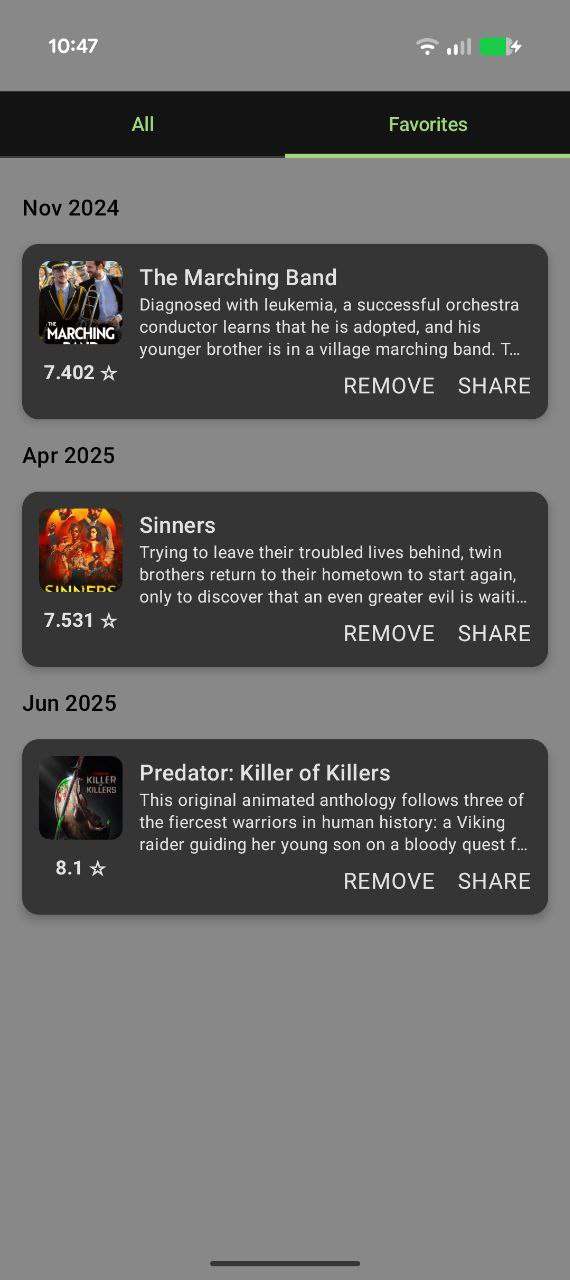 10:47
All
Favorites
Nov 2024
THE
MARCHING
BAND
The Marching Band
Diagnosed with leukemia, a successful orchestra
conductor learns that he is adopted, and his
younger brother is in a village marching band. T...
7.402 ☆
REMOVE SHARE
Apr 2025
SINNERS
Sinners
Trying to leave their troubled lives behind, twin
brothers return to their hometown to start again,
only to discover that an even greater evil is waiti...
7.531 ☆
REMOVE SHARE
Jun 2025
KILLER
OF KILLERS
Predator: Killer of Killers
This original animated anthology follows three of
the fiercest warriors in human history: a Viking
raider guiding her young son on a bloody quest f...
8.1 ☆
REMOVE SHARE